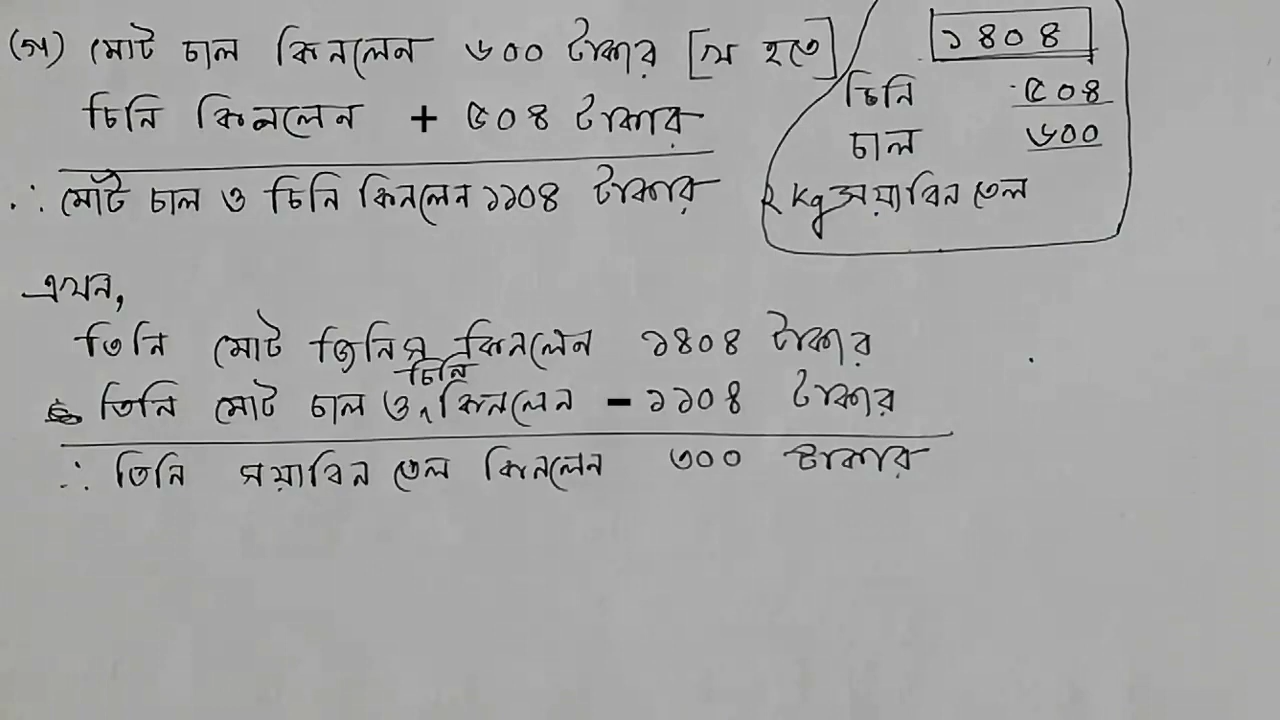 (গ) মোট চাল কিনলেন ৬০০ টাকার [খ হতে]
চিনি কিনলেন + ৫০৪ টাকার
∴ মোট চাল ও চিনি কিনলেন ১১০৪ টাকার
১৪০৪
চিনি ৫০৪
চাল ৬০০
২ kg সয়াবিন তেল
এখন,
তিনি মোট জিনিস কিনলেন ১৪০৪ টাকার
চিনি
তিনি মোট চাল ও কিনলেন - ১১০৪ টাকার
∴ তিনি সয়াবিন তেল কিনলেন ৩০০ টাকার